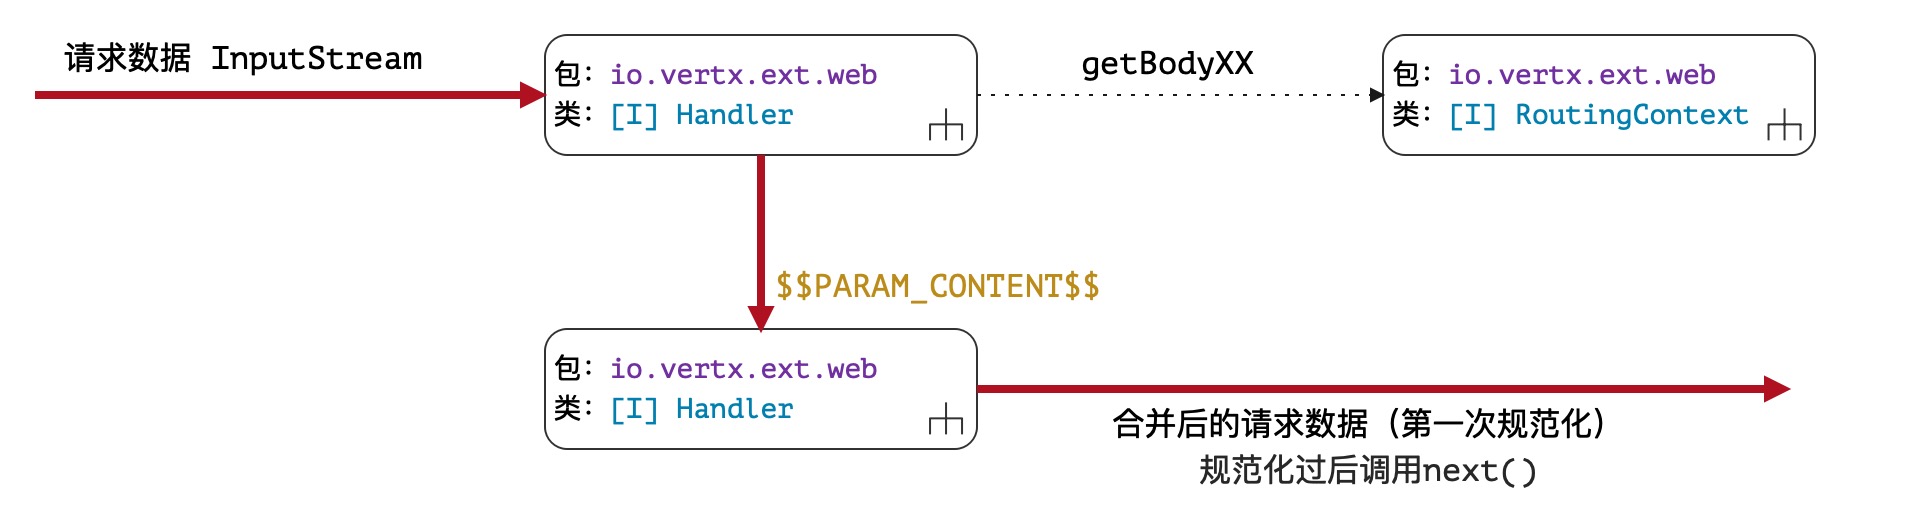 请求数据 InputStream
包: io.vertx.ext.web
类: [I] Handler
getBodyXX
包: io.vertx.ext.web
类: [I] RoutingContext
$$PARAM_CONTENT$$
包: io.vertx.ext.web
类: [I] Handler
合并后的请求数据（第一次规范化）
规范化过后调用next()